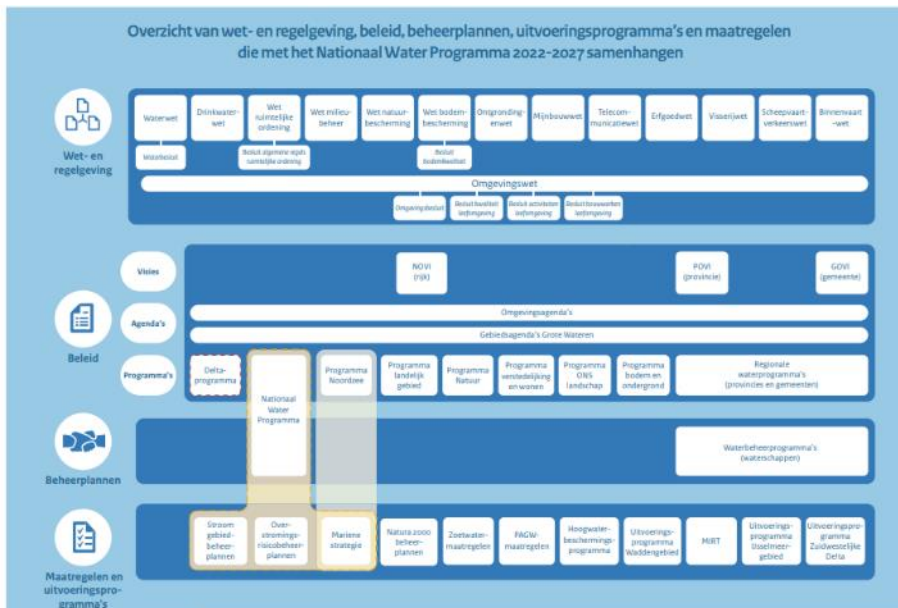 Overzicht van wet- en regelgeving, beleid, beheerplannen, uitvoeringsprogramma's en maatregelen
die met het Nationaal Water Programma 2022-2027 samenhangen
Wet- en
regelgeving
Waterwet
Drinkwater-
wet
Wet
ruimtelijke
ordening
Wet milieu-
beheer
Wet natuur-
bescherming
Wet bodem-
bescherming
Ontgronding-
enwet
Mijnbouwwet
Telecom-
municatiewet
Erfgoedwet
Visserijwet
Scheepvaart-
verkeerswet
Binnenvaart
-wet
Waterbesluit
Besluit algemene regels
ruimtelijke ordening
Besluit
bodemkwaliteit
Omgevingswet
Omgevingsbesluit
Besluit kwaliteit
leefomgeving
Besluit activiteiten
leefomgeving
Besluit bouwwerken
leefomgeving
Beleid
Visies
NOVI
(rijk)
POVI
(provincie)
GOVI
(gemeente)
Agenda's
Omgevingsagenda's
Gebiedsagenda's Grote Wateren
Programma's
Delta-
programma
Nationaal
Water
Programma
Programma
Noordzee
Programma
landelijk
gebied
Programma
Natuur
Programma
verstedelijking
en wonen
Programma
ONS
landschap
Programma
bodem en
ondergrond
Regionale
waterprogramma's
(provincies en gemeenten)
Beheerplannen
Waterbeheerprogramma's
(waterschappen)
Maatregelen en
uitvoeringspro-
gramma's
Stroom
gebied-
beheer
plannen
Over-
stromings-
risicobeheer
plannen
Mariene
strategie
Natura 2000
beheer-
plannen
Zoetwater-
maatregelen
PAGW-
maatregelen
Hoogwater-
beschermings-
programma
Uitvoerings-
programma
Waddengebied
MIRT
Uitvoerings-
programma
IJsselmeer-
gebied
Uitvoeringspro-
gramma
Zuidwestelijke
Delta